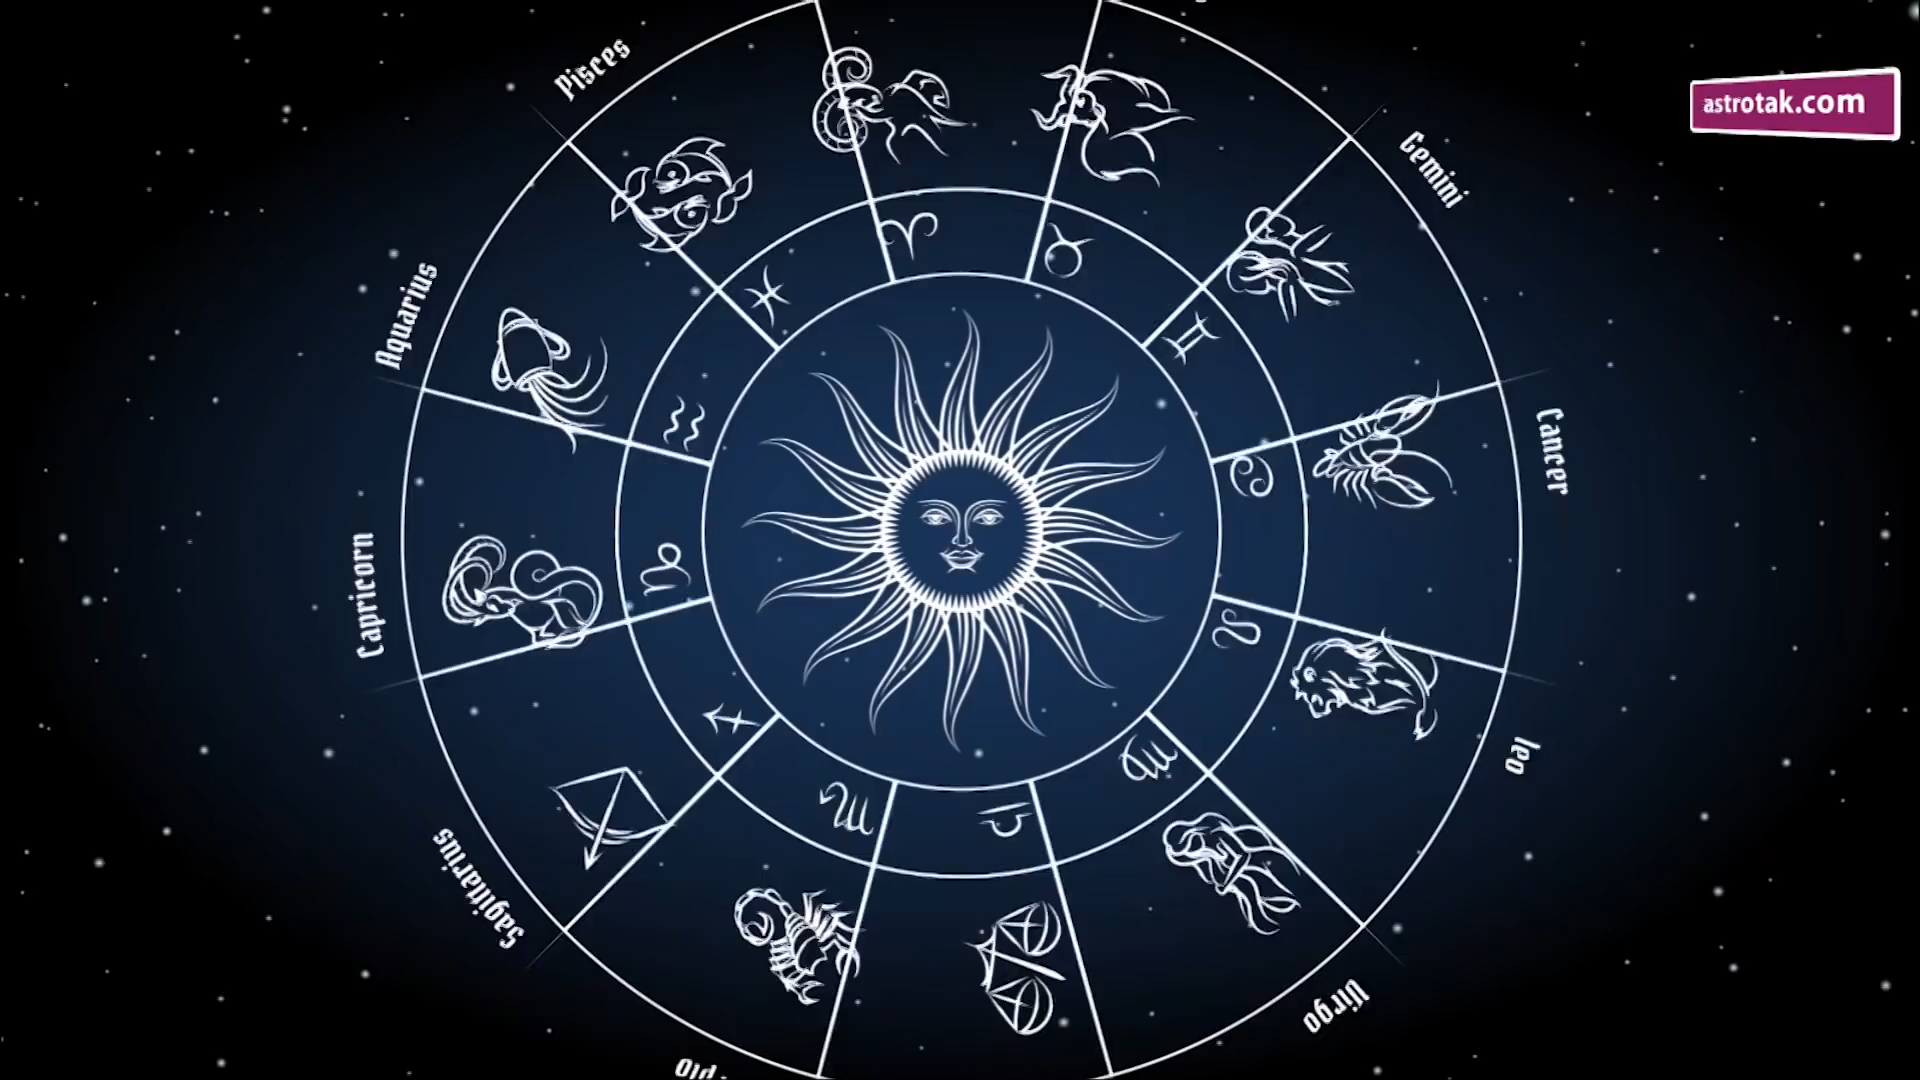 Pisces
astrotak.com
Gemini
Aquarius
Cancer
Capricorn
leo
Sagittarius
Virgo